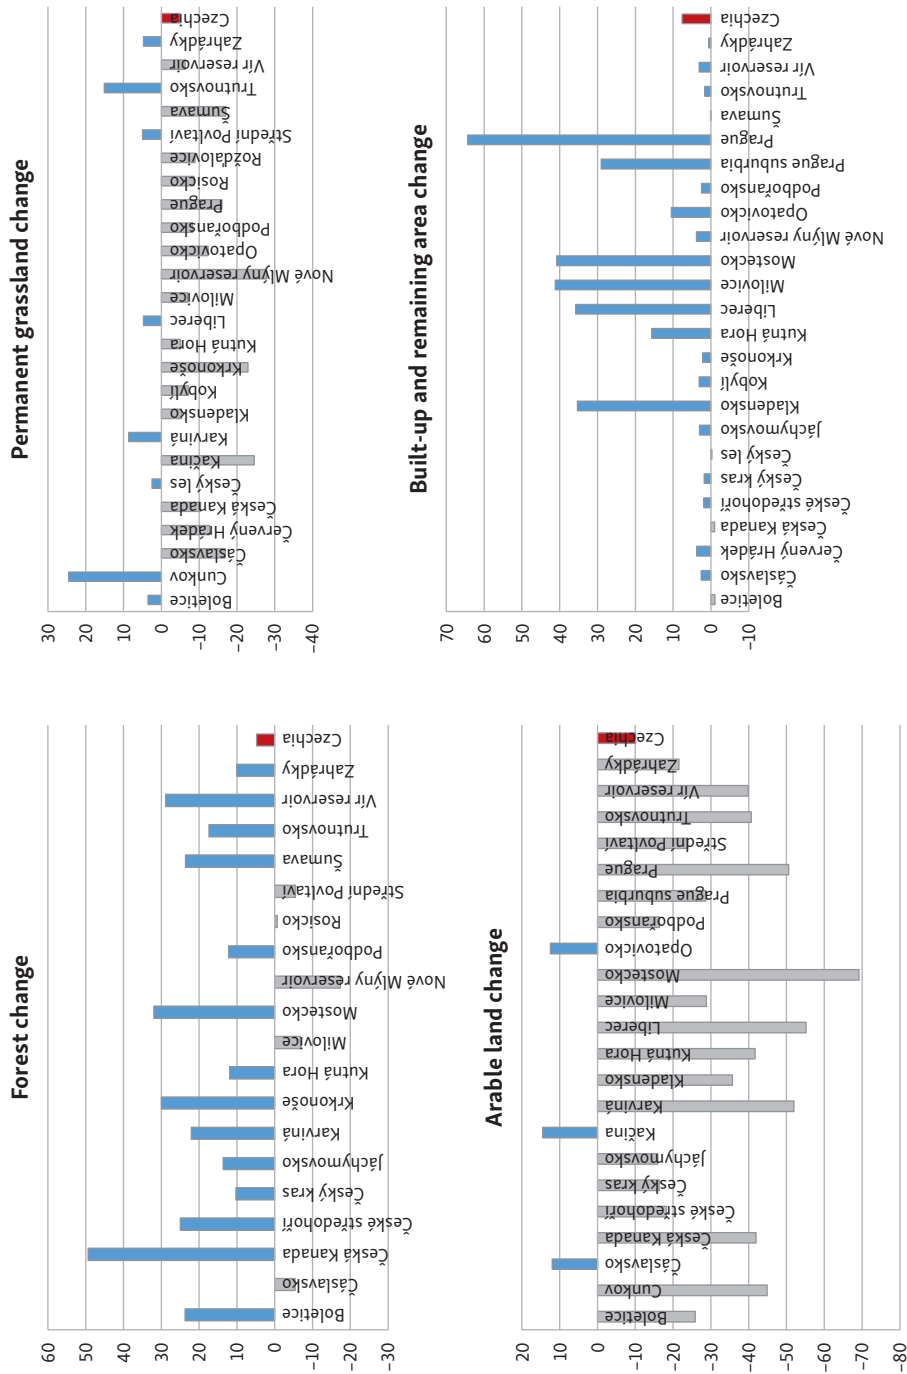 Forest change
60
50
40
30
20
10
0
−10
−20
−30
Boletice
Čáslavsko
Česká Kanada
České středohoří
Český kras
Jáchymovsko
Karviná
Krkonoše
Kutná Hora
Milovice
Mostecko
Nové Mlýny reservoir
Podbořansko
Rosicko
Střední Povltaví
Šumava
Trutnovsko
Vír reservoir
Zahrádky
Czechia
Permanent grassland change
30
20
10
0
−10
−20
−30
−40
Boletice
Cunkov
Čáslavsko
Červený Hrádek
Česká Kanada
Český les
Kačina
Karviná
Kladensko
Kobylí
Krkonoše
Kutná Hora
Liberec
Milovice
Nové Mlýny reservoir
Opatovicko
Podbořansko
Prague
Rosicko
Rožďalovice
Střední Povltaví
Šumava
Trutnovsko
Vír reservoir
Zahrádky
Czechia
Arable land change
20
10
0
−10
−20
−30
−40
−50
−60
−70
−80
Boletice
Cunkov
Čáslavsko
Česká Kanada
České středohoří
Český kras
Jáchymovsko
Kačina
Karviná
Kladensko
Kutná Hora
Liberec
Milovice
Mostecko
Opatovicko
Podbořansko
Prague suburbia
Prague
Střední Povltaví
Trutnovsko
Vír reservoir
Zahrádky
Czechia
Built-up and remaining area change
70
60
50
40
30
20
10
0
−10
Boletice
Čáslavsko
Červený Hrádek
Česká Kanada
České středohoří
Český kras
Český les
Jáchymovsko
Kladensko
Kobylí
Krkonoše
Kutná Hora
Liberec
Milovice
Mostecko
Nové Mlýny reservoir
Opatovicko
Podbořansko
Prague suburbia
Prague
Šumava
Trutnovsko
Vír reservoir
Zahrádky
Czechia